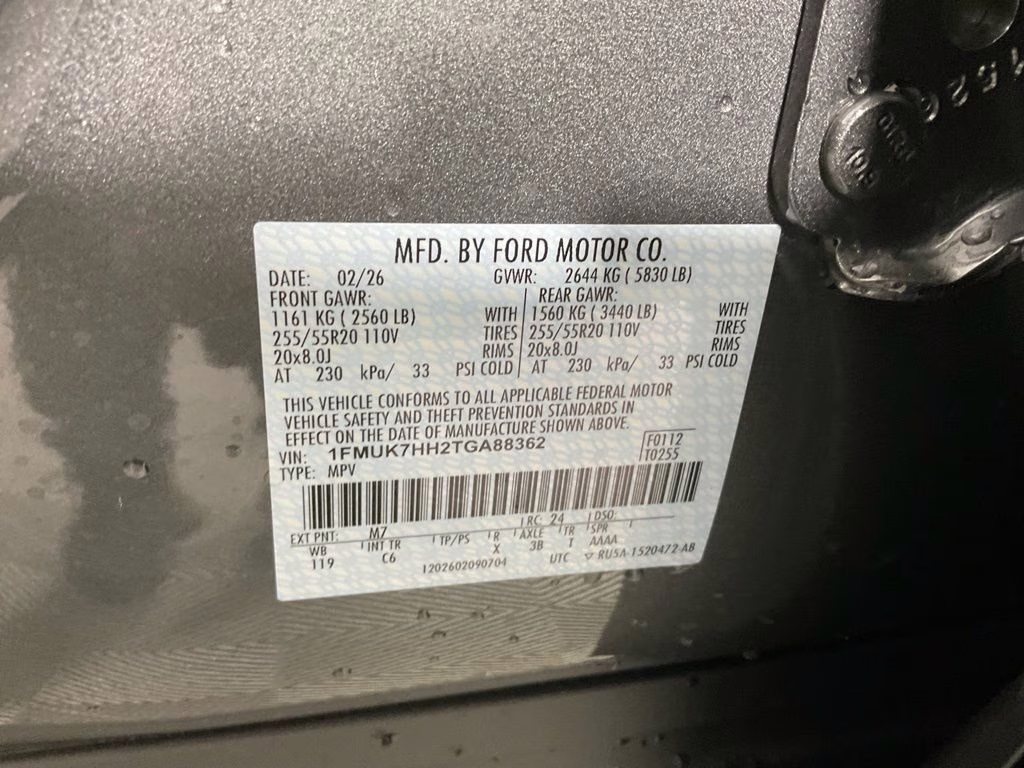 MFD. BY FORD MOTOR CO.
DATE: 02/26 GVWR: 2644 KG ( 5830 LB)
FRONT GAWR: REAR GAWR:
1161 KG ( 2560 LB) WITH 1560 KG ( 3440 LB) WITH
255/55R20 110V TIRES 255/55R20 110V TIRES
20x8.0J RIMS 20x8.0J RIMS
AT 230 kPa/ 33 PSI COLD AT 230 kPa/ 33 PSI COLD
THIS VEHICLE CONFORMS TO ALL APPLICABLE FEDERAL MOTOR
VEHICLE SAFETY AND THEFT PREVENTION STANDARDS IN
EFFECT ON THE DATE OF MANUFACTURE SHOWN ABOVE.
VIN: 1FMUK7HH2TGA88362 F0112
TYPE: MPV T0255
EXT PNT: M7 RC: 24 DSO:
WB INT TR TP/PS R AXLE TR SPR
119 C6 X 3B T AAAA
1202602090704 UTC ▽ RU5A-1520472-AB